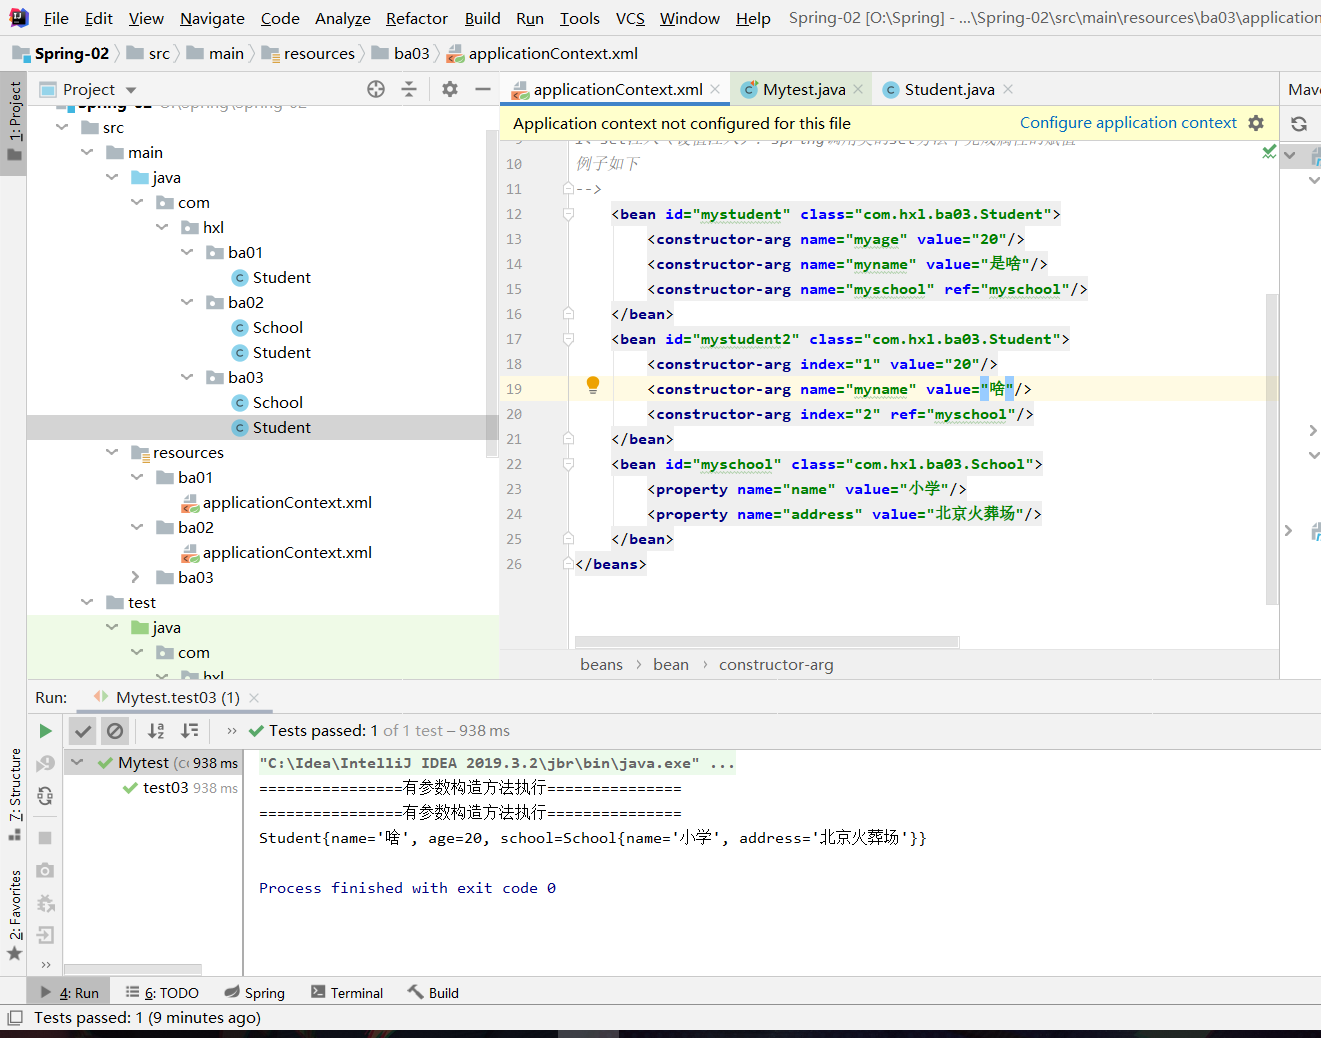 File Edit View Navigate Code Analyze Refactor Build Run Tools VCS Window Help Spring-02 [O:\Spring] - ...\Spring-02\src\main\resources\ba03\application
Spring-02 src main resources ba03 applicationContext.xml
1: Project
Project
applicationContext.xml Mytest.java Student.java
Application context not configured for this file Configure application context
src
main
java
com
hxl
ba01
Student
ba02
School
Student
ba03
School
Student
resources
ba01
applicationContext.xml
ba02
applicationContext.xml
ba03
test
java
com
hxl
10 例子如下
11 -->
12 <bean id="mystudent" class="com.hxl.ba03.Student">
13 <constructor-arg name="myage" value="20"/>
14 <constructor-arg name="myname" value="是啥"/>
15 <constructor-arg name="myschool" ref="myschool"/>
16 </bean>
17 <bean id="mystudent2" class="com.hxl.ba03.Student">
18 <constructor-arg index="1" value="20"/>
19 <constructor-arg name="myname" value="啥"/>
20 <constructor-arg index="2" ref="myschool"/>
21 </bean>
22 <bean id="myschool" class="com.hxl.ba03.School">
23 <property name="name" value="小学"/>
24 <property name="address" value="北京火葬场"/>
25 </bean>
26 </beans>
beans › bean › constructor-arg
Run: Mytest.test03 (1)
Tests passed: 1 of 1 test – 938 ms
Mytest (co 938 ms
test03 938 ms
"C:\Idea\IntelliJ IDEA 2019.3.2\jbr\bin\java.exe" ...
================有参数构造方法执行===============
================有参数构造方法执行===============
Student{name='啥', age=20, school=School{name='小学', address='北京火葬场'}}
Process finished with exit code 0
7: Structure
2: Favorites
4: Run 6: TODO Spring Terminal Build
Tests passed: 1 (9 minutes ago)